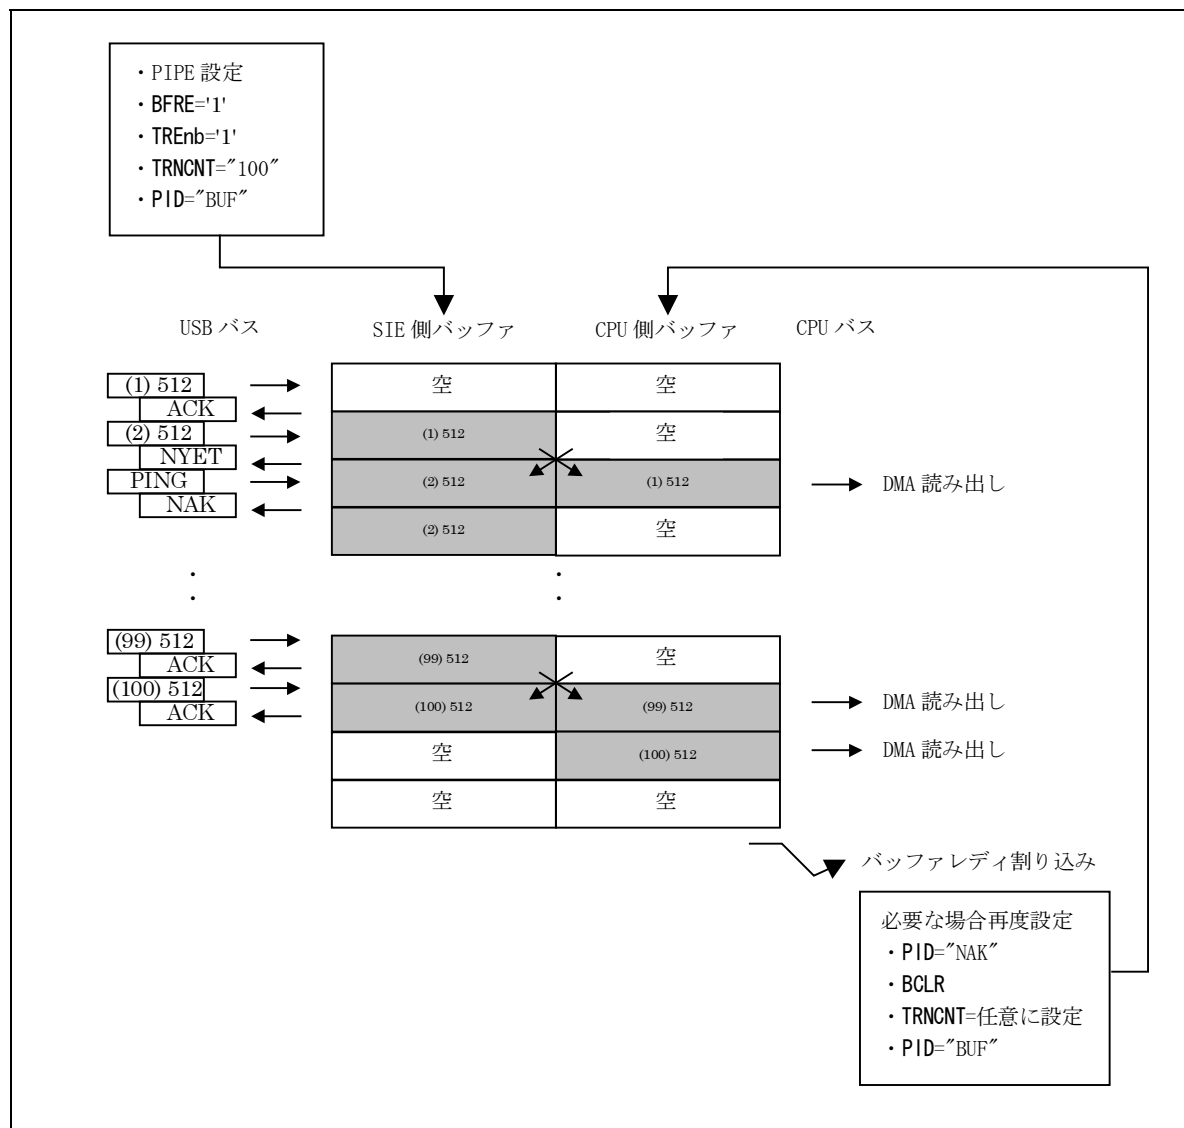 ・PIPE 設定
・BFRE='1'
・TREnb='1'
・TRNCNT="100"
・PID="BUF"
USB バス
SIE 側バッファ
CPU 側バッファ
CPU バス
(1) 512
空
空
ACK
(2) 512
(1) 512
空
NYET
PING
(2) 512
(1) 512
DMA 読み出し
NAK
(2) 512
空
・
・
・
・
(99) 512
ACK
(99) 512
空
(100) 512
ACK
(100) 512
(99) 512
DMA 読み出し
空
(100) 512
DMA 読み出し
空
空
バッファレディ割り込み
必要な場合再度設定
・PID="NAK"
・BCLR
・TRNCNT=任意に設定
・PID="BUF"